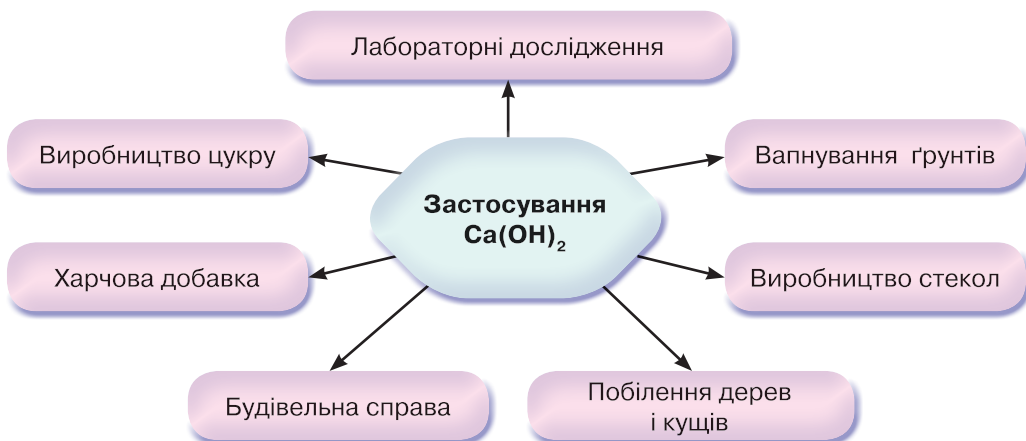 Лабораторні дослідження
Виробництво цукру
Вапнування ґрунтів
Застосування
Ca(OH)₂
Харчова добавка
Виробництво стекол
Будівельна справа
Побілення дерев
і кущів